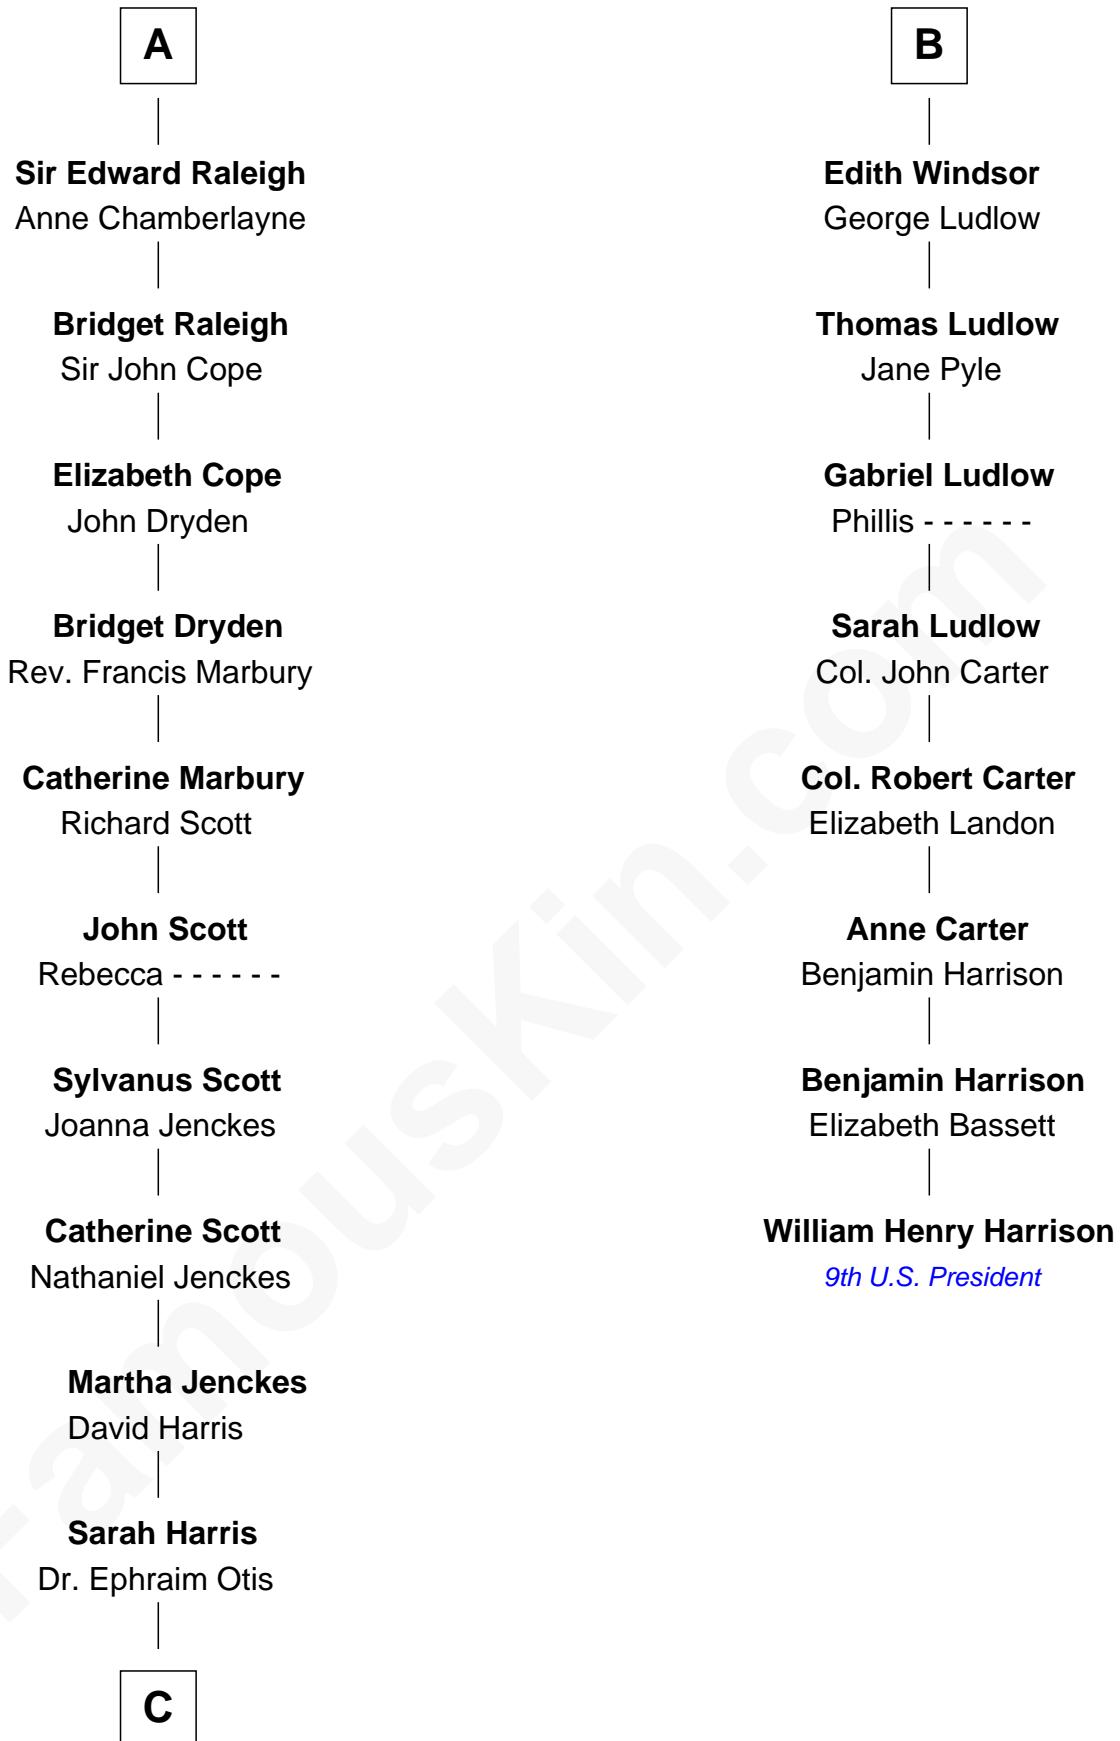 A
Sir Edward Raleigh
Anne Chamberlayne
Bridget Raleigh
Sir John Cope
Elizabeth Cope
John Dryden
Bridget Dryden
Rev. Francis Marbury
Catherine Marbury
Richard Scott
John Scott
Rebecca - - - - - -
Sylvanus Scott
Joanna Jenckes
Catherine Scott
Nathaniel Jenckes
Martha Jenckes
David Harris
Sarah Harris
Dr. Ephraim Otis
C
B
Edith Windsor
George Ludlow
Thomas Ludlow
Jane Pyle
Gabriel Ludlow
Phillis - - - - - -
Sarah Ludlow
Col. John Carter
Col. Robert Carter
Elizabeth Landon
Anne Carter
Benjamin Harrison
Benjamin Harrison
Elizabeth Bassett
William Henry Harrison
9th U.S. President
FamousKin.com